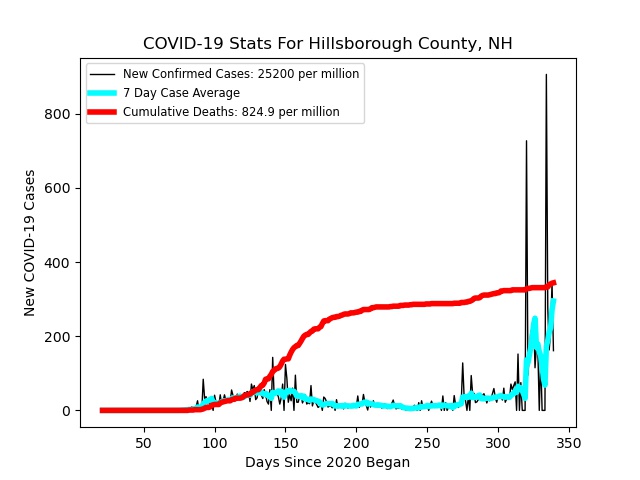 COVID-19 Stats For Hillsborough County, NH
New Confirmed Cases: 25200 per million
7 Day Case Average
Cumulative Deaths: 824.9 per million
New COVID-19 Cases
800
600
400
200
0
50 100 150 200 250 300 350
Days Since 2020 Began